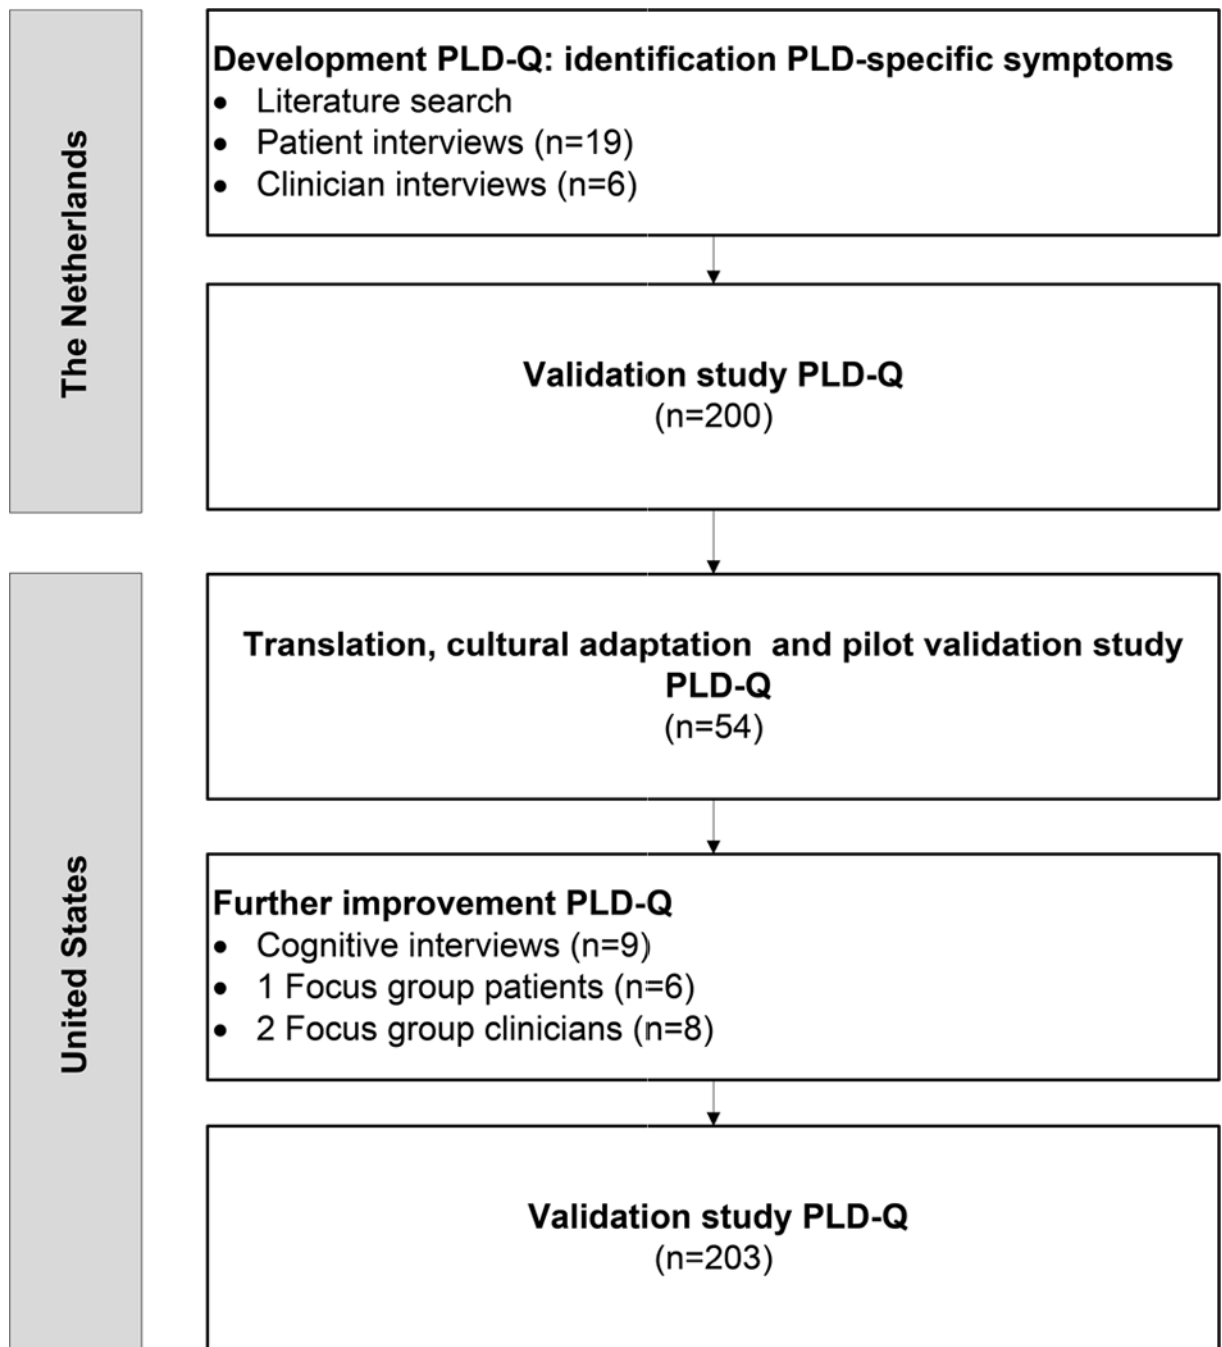 The Netherlands
Development PLD-Q: identification PLD-specific symptoms
• Literature search
• Patient interviews (n=19)
• Clinician interviews (n=6)
Validation study PLD-Q
(n=200)
United States
Translation, cultural adaptation  and pilot validation study
PLD-Q
(n=54)
Further improvement PLD-Q
• Cognitive interviews (n=9)
• 1 Focus group patients (n=6)
• 2 Focus group clinicians (n=8)
Validation study PLD-Q
(n=203)